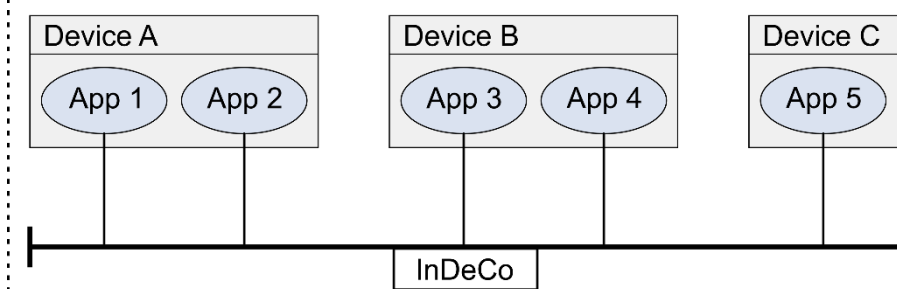 Device A
Device B
Device C
App 1
App 2
App 3
App 4
App 5
InDeCo